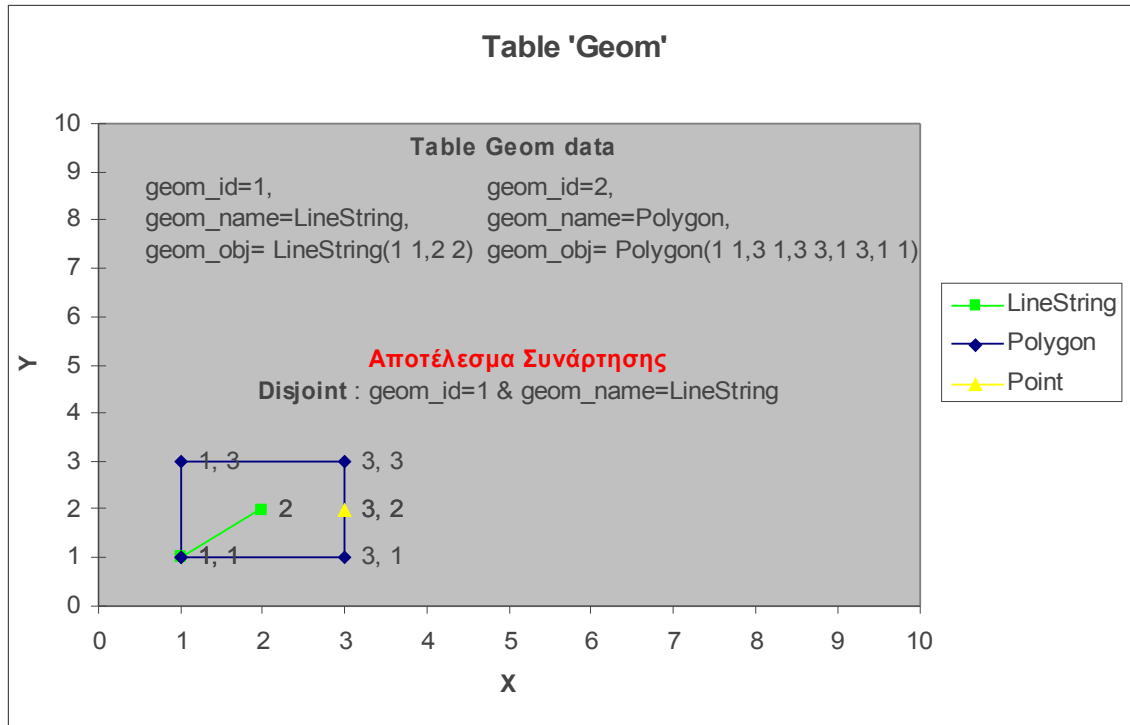 Table 'Geom'
Table Geom data
geom_id=1,
geom_name=LineString,
geom_obj= LineString(1 1,2 2)
geom_id=2,
geom_name=Polygon,
geom_obj= Polygon(1 1,3 1,3 3,1 3,1 1)
Αποτέλεσμα Συνάρτησης
Disjoint : geom_id=1 & geom_name=LineString
10
9
8
7
6
5
4
3
2
1
0
Y
1, 3
3, 3
2
3, 2
1, 1
3, 1
0 1 2 3 4 5 6 7 8 9 10
X
LineString
Polygon
Point